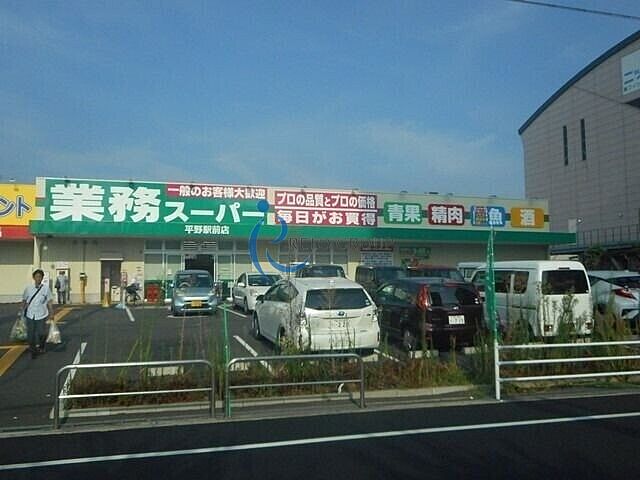 ント
業務スーパー
平野駅前店
一般のお客様大歓迎
プロの品質とプロの価格
毎日がお買得
青果
精肉
鮮魚
酒